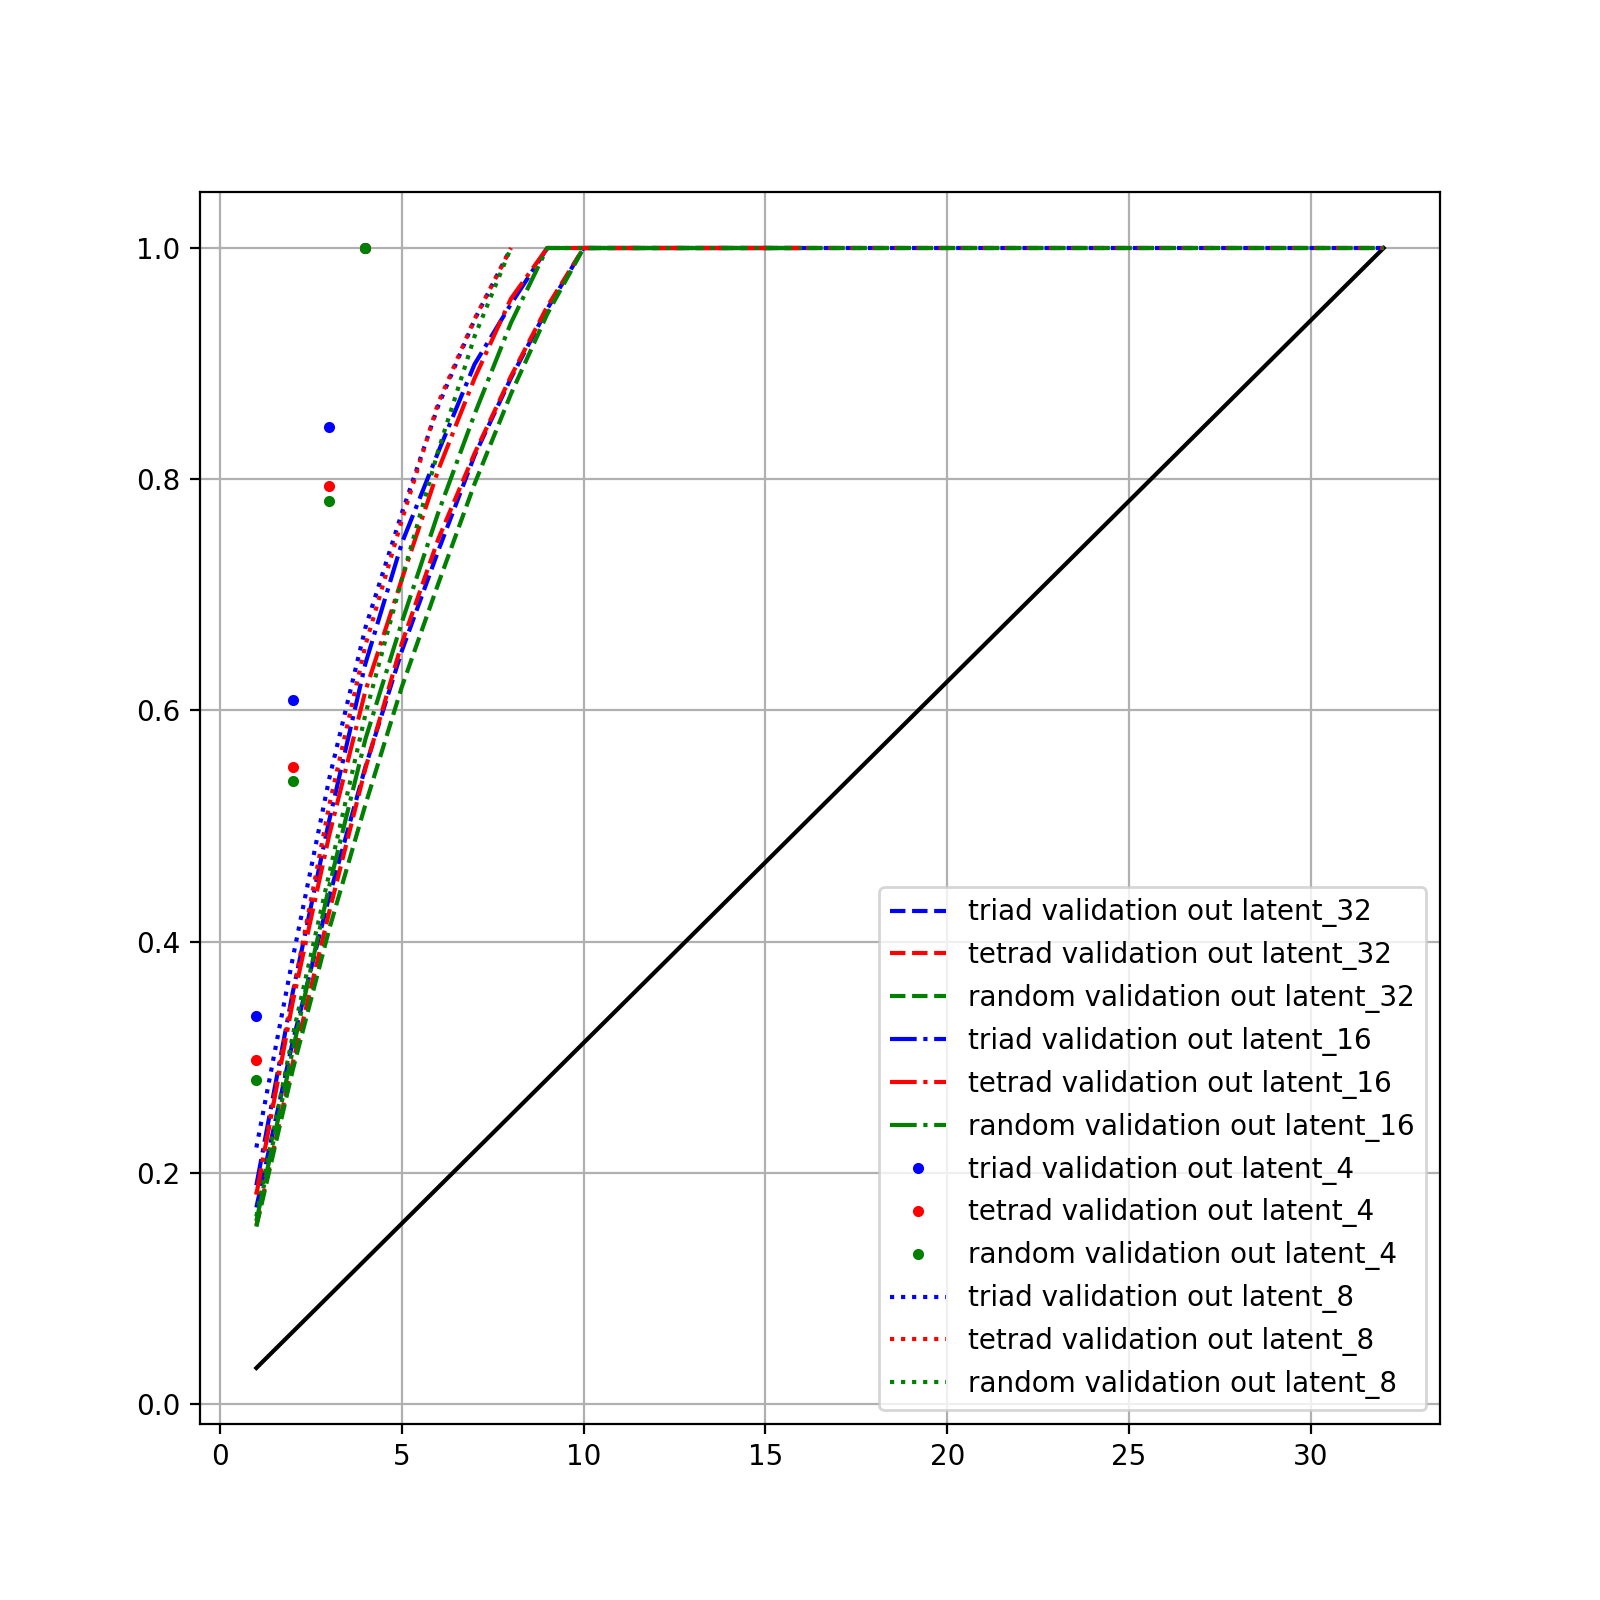 1.0
0.8
0.6
0.4
0.2
0.0
0 5 10 15 20 25 30
triad validation out latent_32
tetrad validation out latent_32
random validation out latent_32
triad validation out latent_16
tetrad validation out latent_16
random validation out latent_16
triad validation out latent_4
tetrad validation out latent_4
random validation out latent_4
triad validation out latent_8
tetrad validation out latent_8
random validation out latent_8